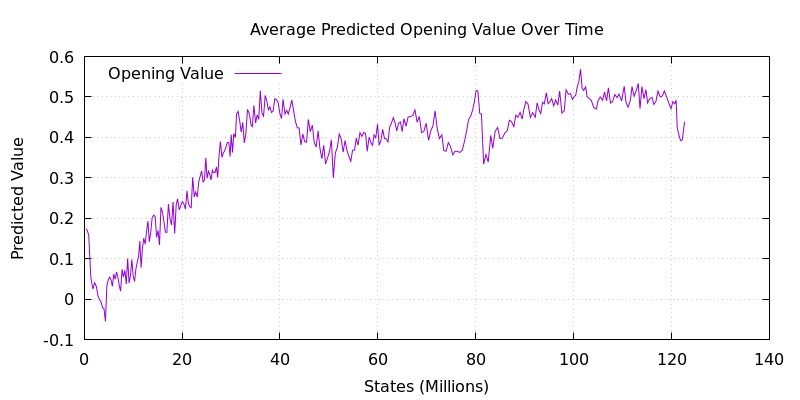 Average Predicted Opening Value Over Time
Opening Value
Predicted Value
0.6
0.5
0.4
0.3
0.2
0.1
0
-0.1
0 20 40 60 80 100 120 140
States (Millions)